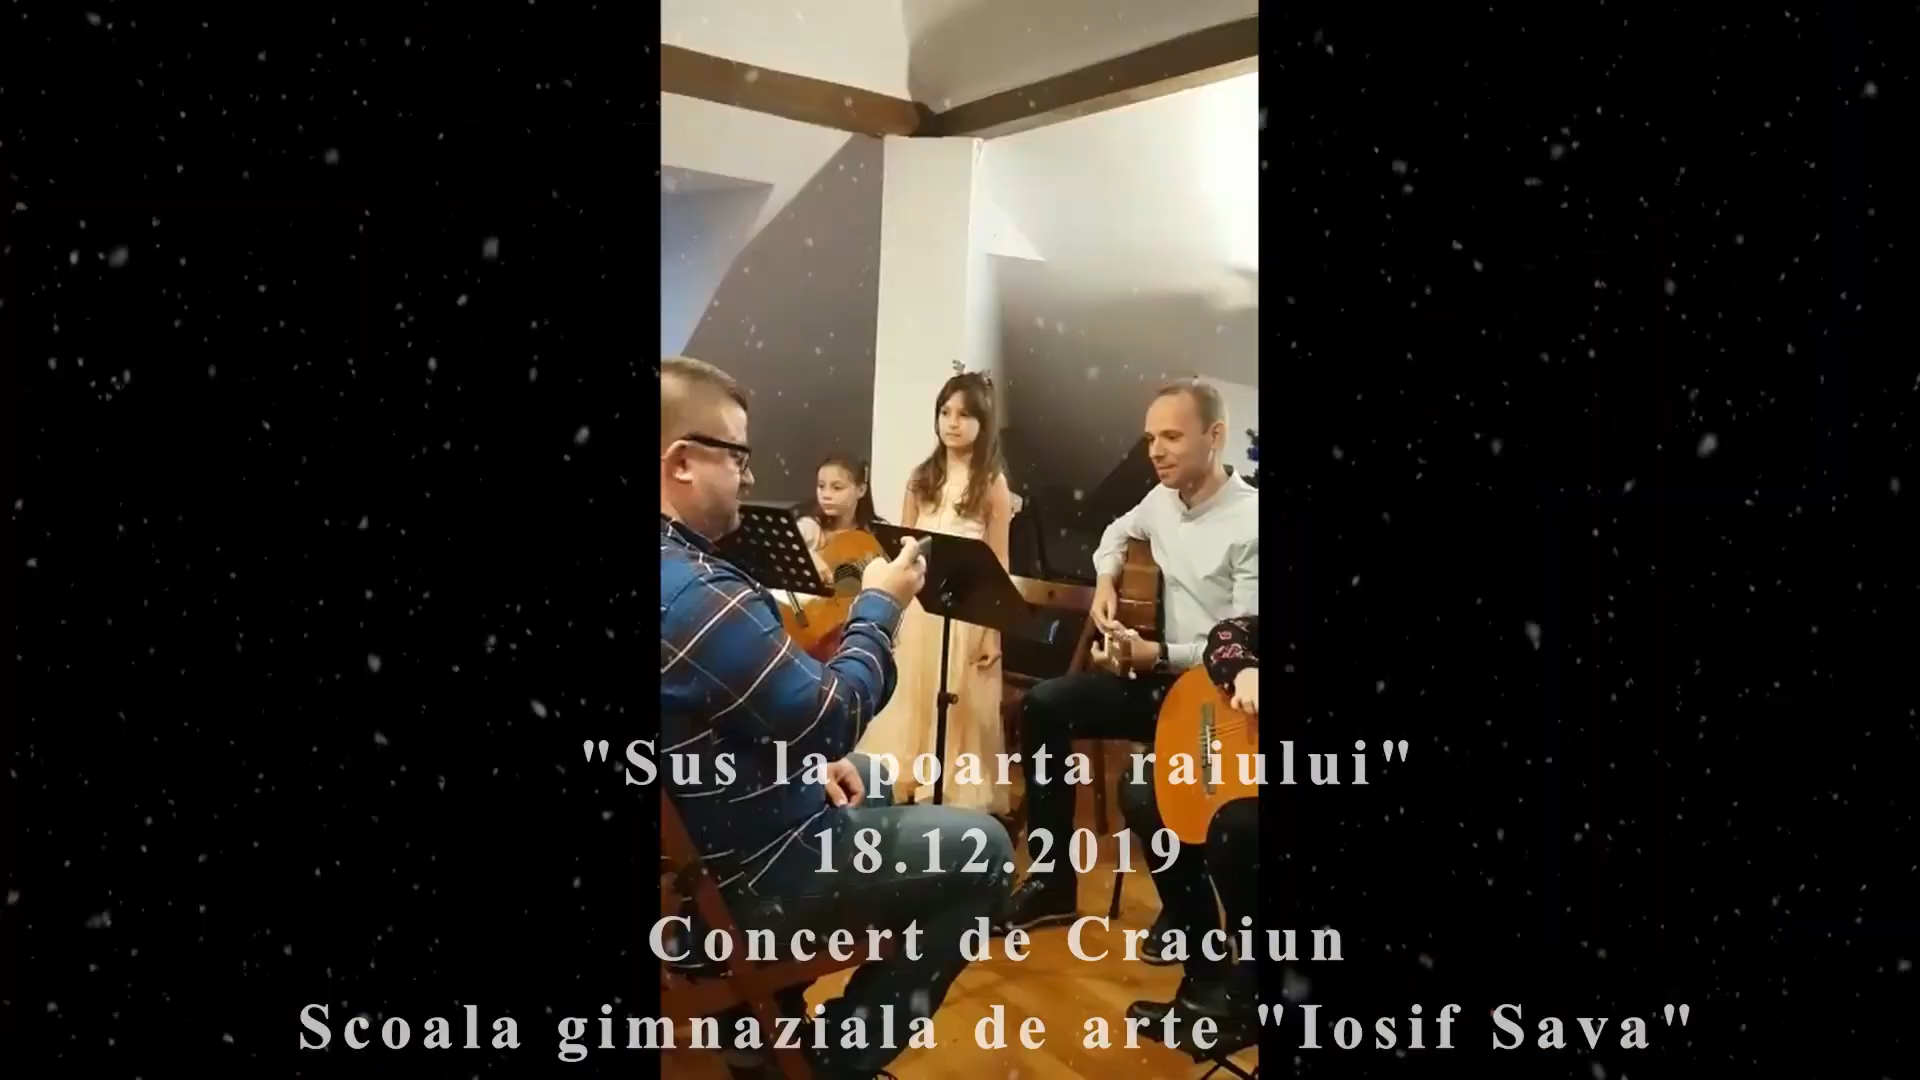 "Sus la poarta raiului"
18.12.2019
Concert de Craciun
Scoala gimnaziala de arte "Iosif Sava"